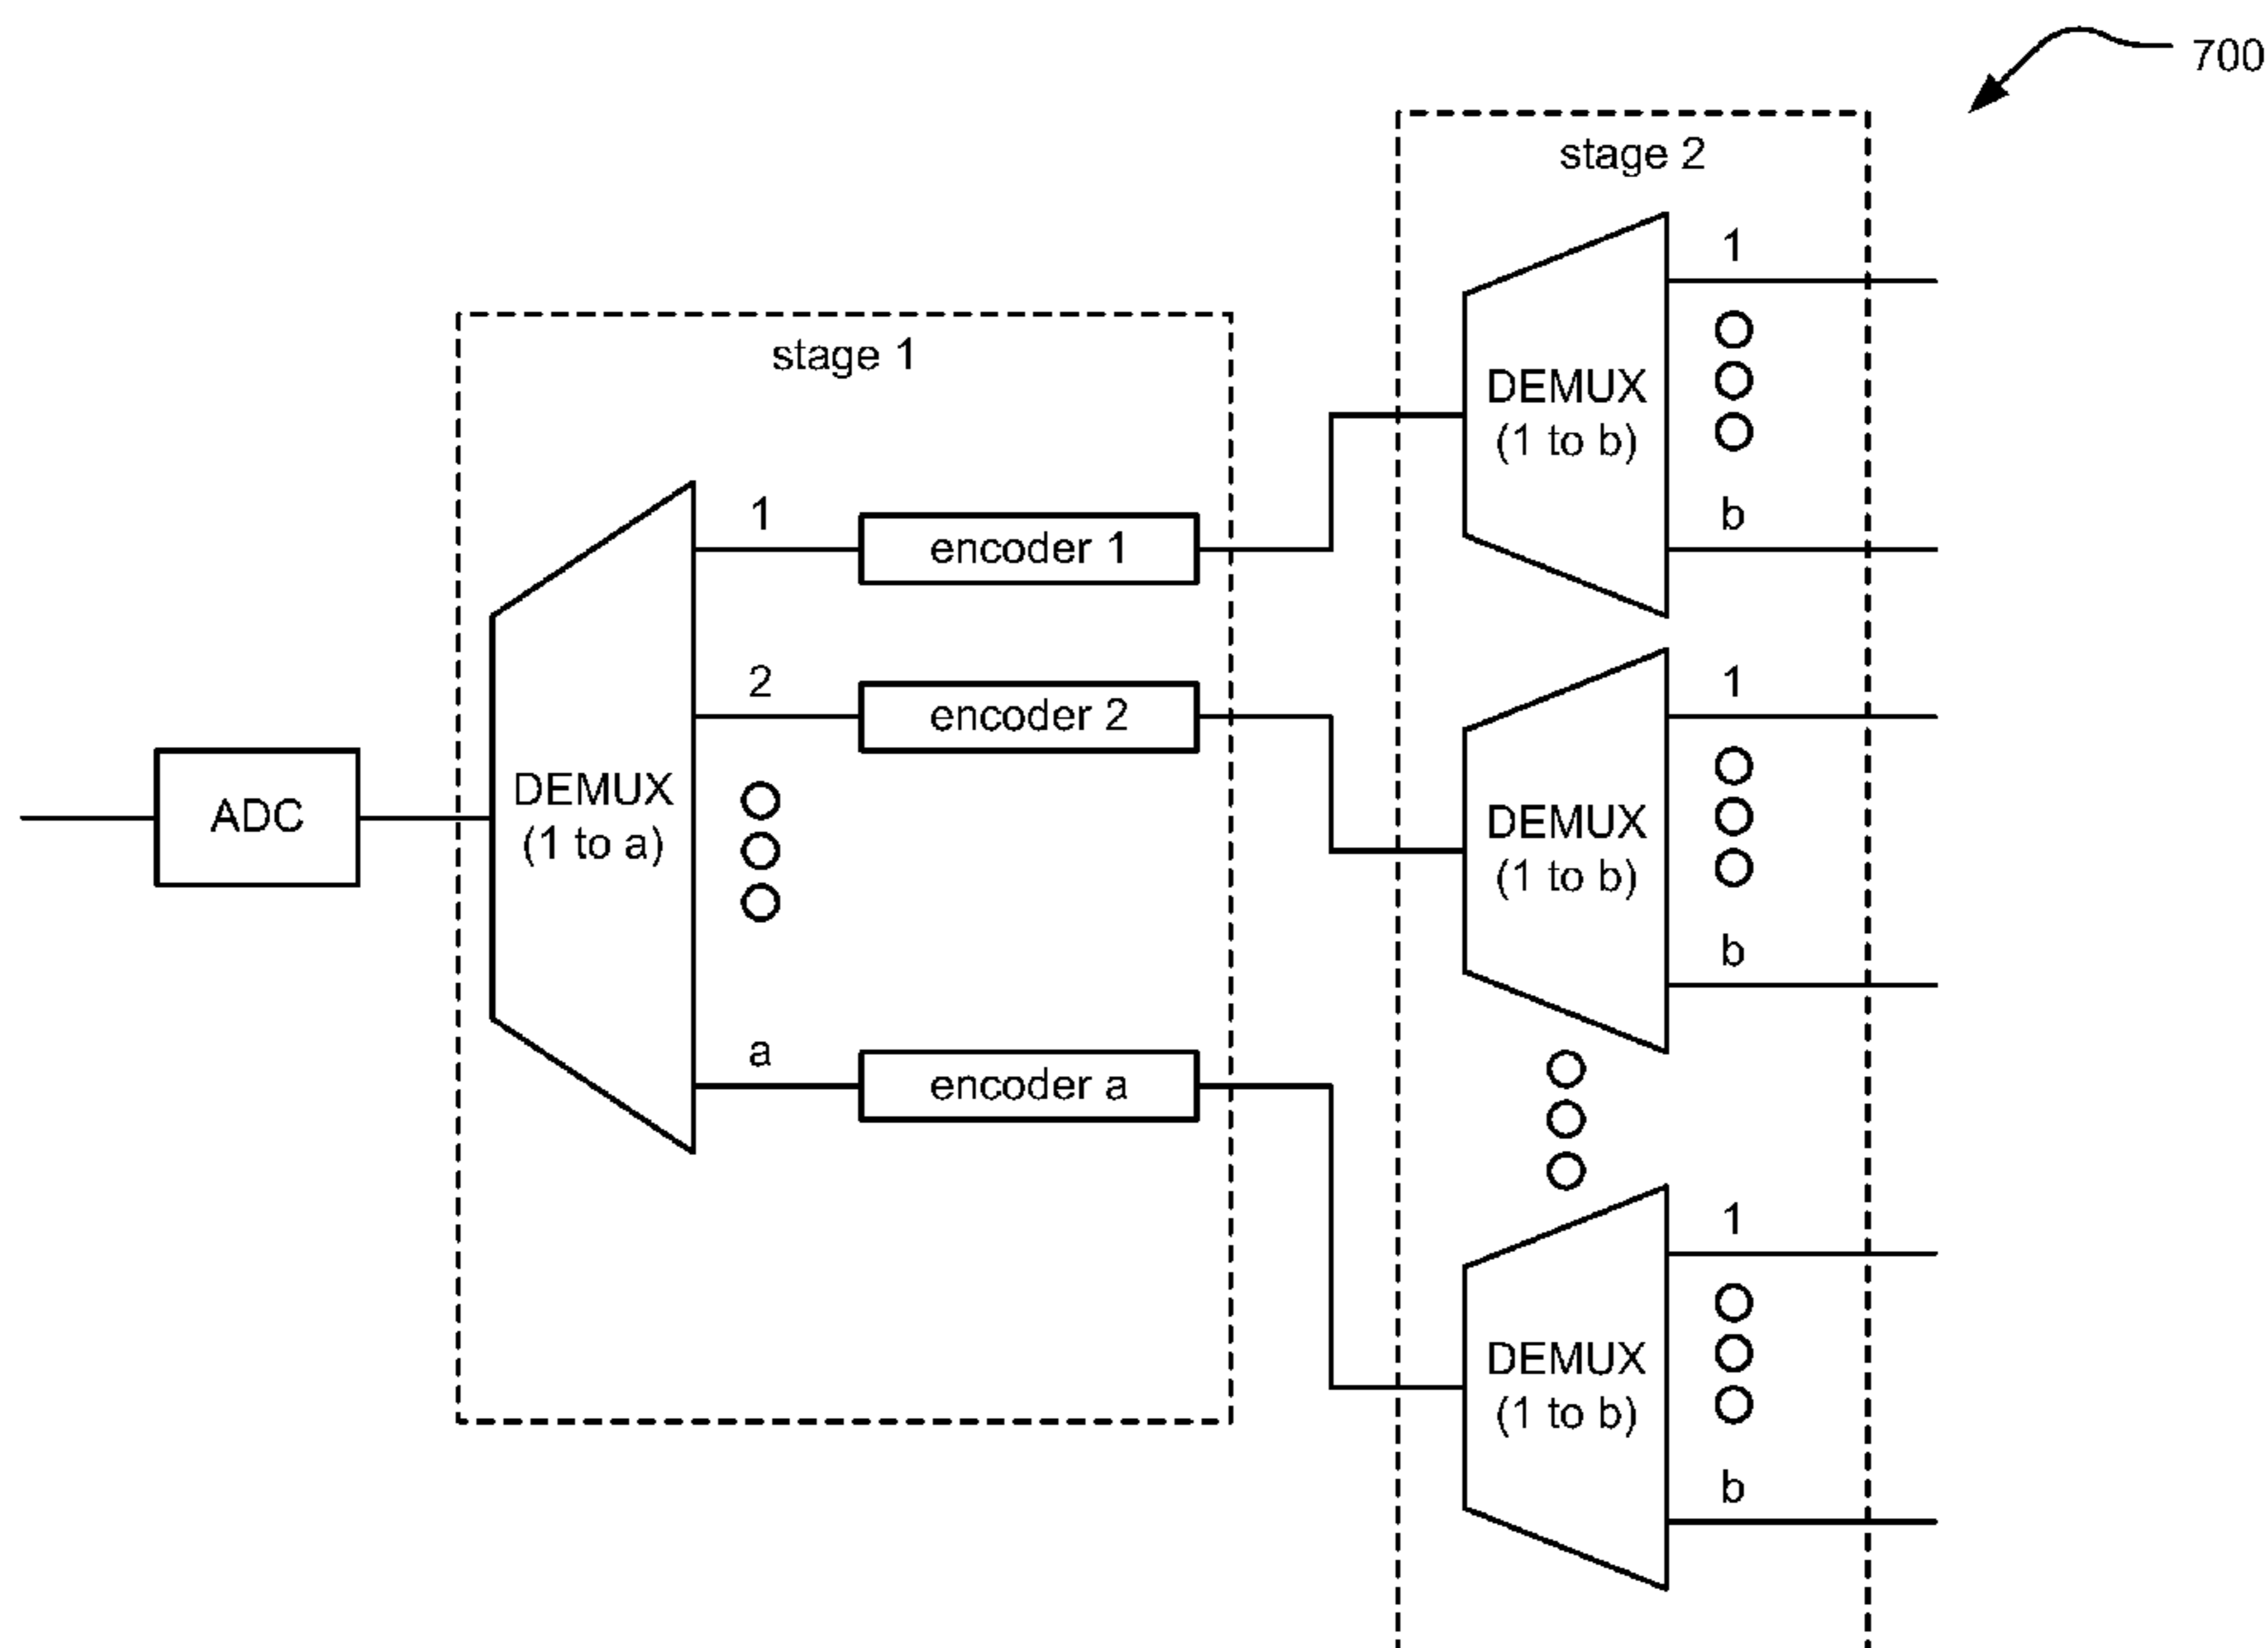 700
stage 2
1
DEMUX
(1 to b)
b
stage 1
1
encoder 1
2
encoder 2
ADC
DEMUX
(1 to a)
a
encoder a
1
DEMUX
(1 to b)
b
1
DEMUX
(1 to b)
b